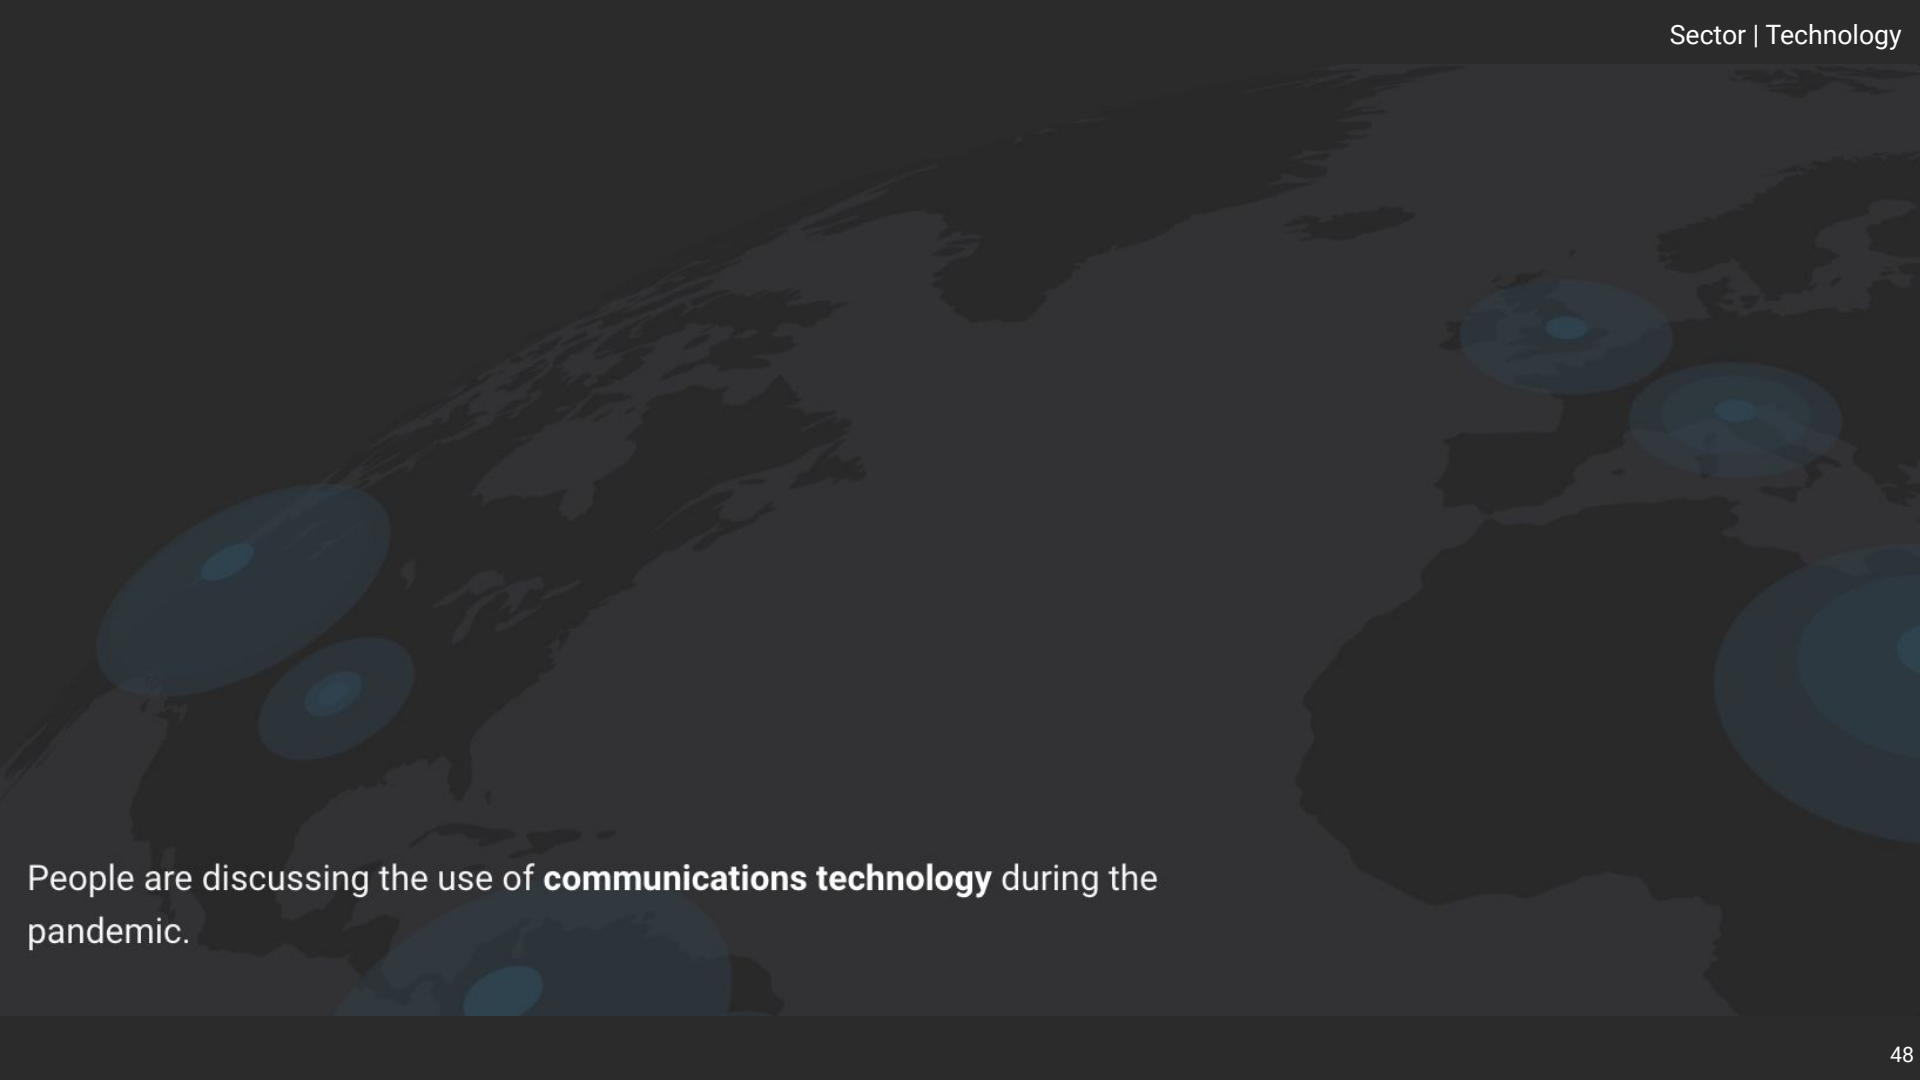 Sector | Technology
People are discussing the use of communications technology during the
pandemic.
48